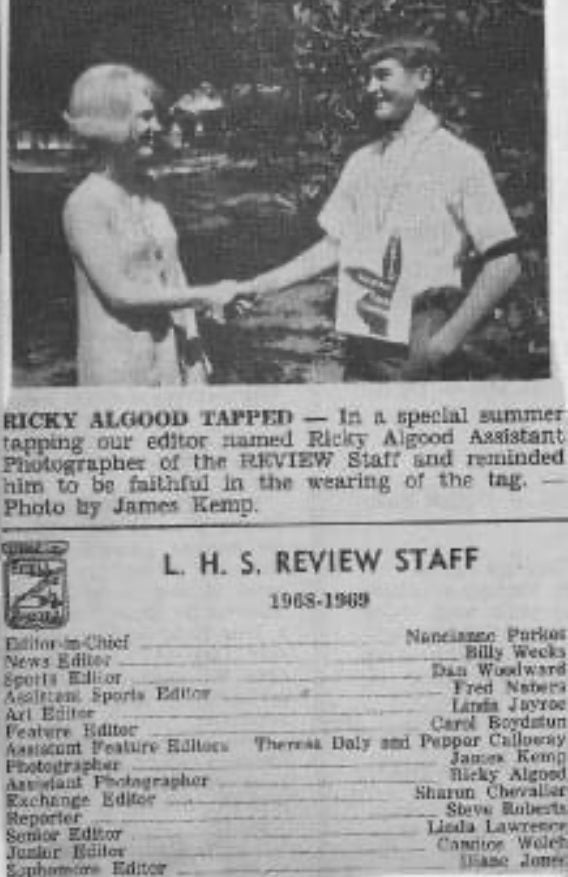 RICKY ALGOOD TAPPED — In a special summer
tapping our editor named Ricky Algood Assistant
Photographer of the REVIEW Staff and reminded
him to be faithful in the wearing of the tag. —
Photo by James Kemp.
L. H. S. REVIEW STAFF
1968-1969
Editor-in-Chief Nancianne Parkes
News Editor Billy Weeks
Sports Editor Dan Woodward
Assistant Sports Editor Fred Nabers
Art Editor Linda Jayroe
Feature Editor Carol Boydstun
Assistant Feature Editors Theresa Daly and Pepper Calloway
Photographer James Kemp
Assistant Photographer Ricky Algood
Exchange Editor Sharon Chevalier
Reporter Steve Roberts
Senior Editor Linda Lawrence
Junior Editor Candice Welch
Sophomore Editor Diane Jones